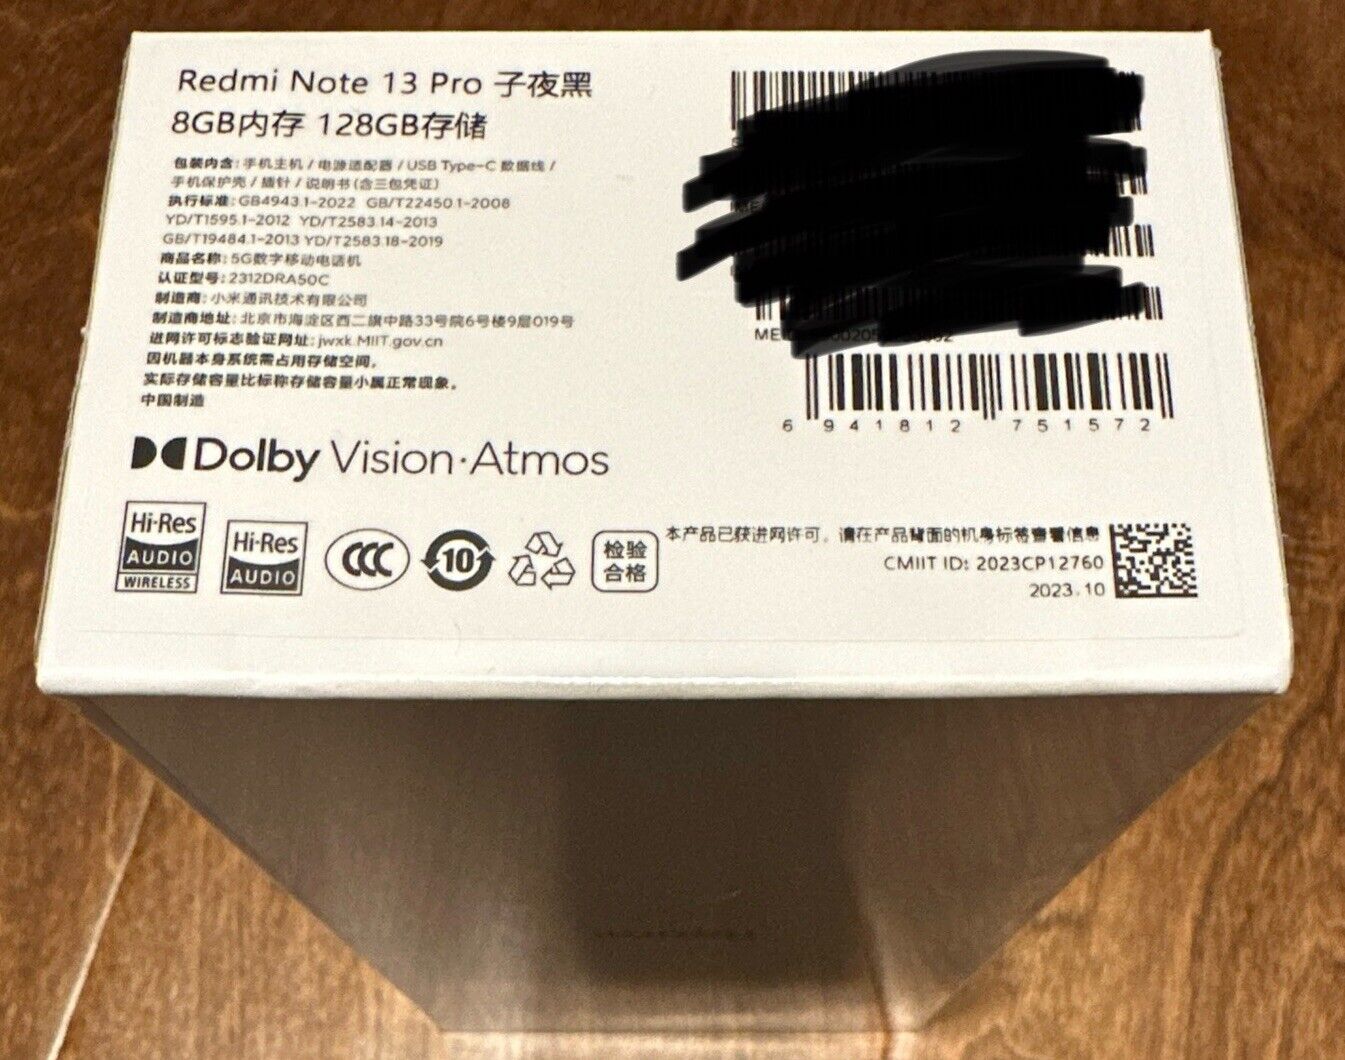 Redmi Note 13 Pro 子夜黑
8GB内存 128GB存储
包装内含: 手机主机 / 电源适配器 / USB Type-C 数据线 /
手机保护壳 / 插针 / 说明书(含三包凭证)
执行标准: GB4943.1-2022 GB/T22450.1-2008
YD/T1595.1-2012 YD/T2583.14-2013
GB/T19484.1-2013 YD/T2583.18-2019
商品名称: 5G数字移动电话机
认证型号: 2312DRA50C
制造商: 小米通讯技术有限公司
制造商地址: 北京市海淀区西二旗中路33号院6号楼9层019号
进网许可标志验证网址: jwxk.MIIT.gov.cn
因机器本身系统需占用存储空间,
实际存储容量比标称存储容量小属正常现象。
中国制造
6 941812 751572
Dolby Vision·Atmos
Hi-Res
AUDIO
WIRELESS
Hi-Res
AUDIO
CCC
10
检验
合格
本产品已获进网许可。请在产品背面的机身标签查看信息
CMIIT ID: 2023CP12760
2023.10